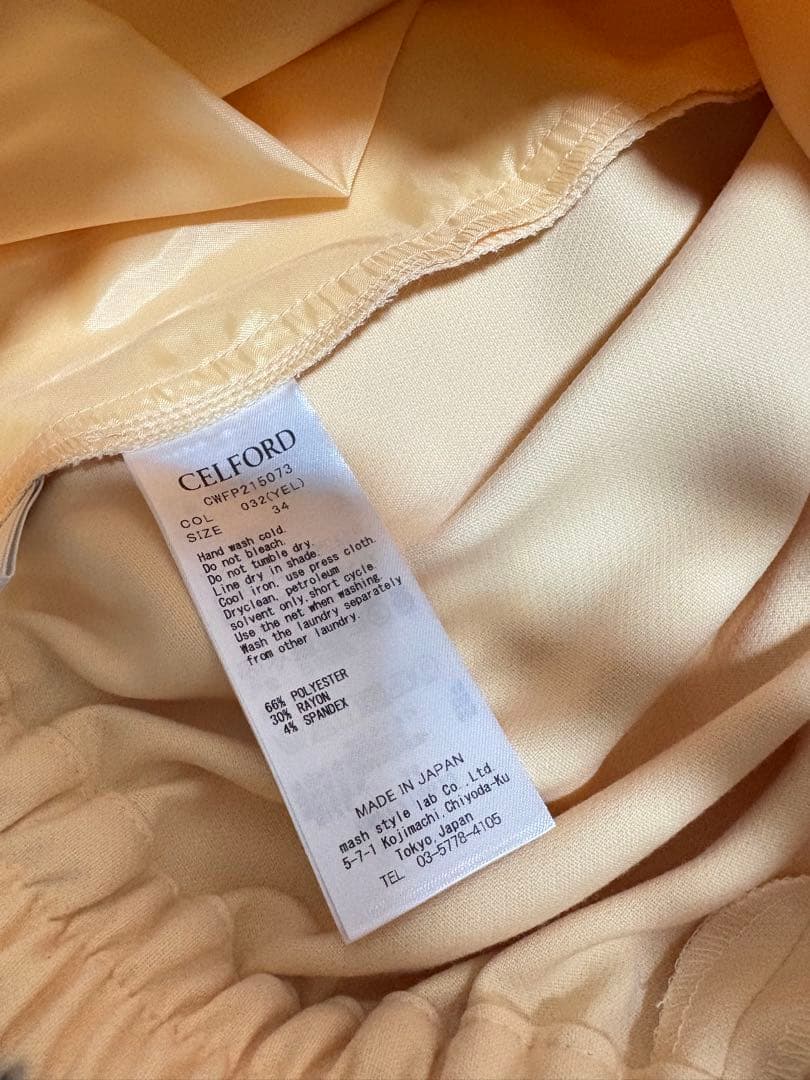 CELFORD
CWFP215073
COL 032(YEL)
SIZE 34
Hand wash cold.
Do not bleach.
Do not tumble dry.
Line dry in shade.
Cool iron, use press cloth.
Dryclean, petroleum
solvent only, short cycle.
Use the net when washing.
Wash the laundry separately
from other laundry.
66% POLYESTER
30% RAYON
4% SPANDEX
MADE IN JAPAN
mash style lab Co.,Ltd.
5-7-1 Kojimachi,Chiyoda-Ku
Tokyo,Japan
TEL 03-5778-4105